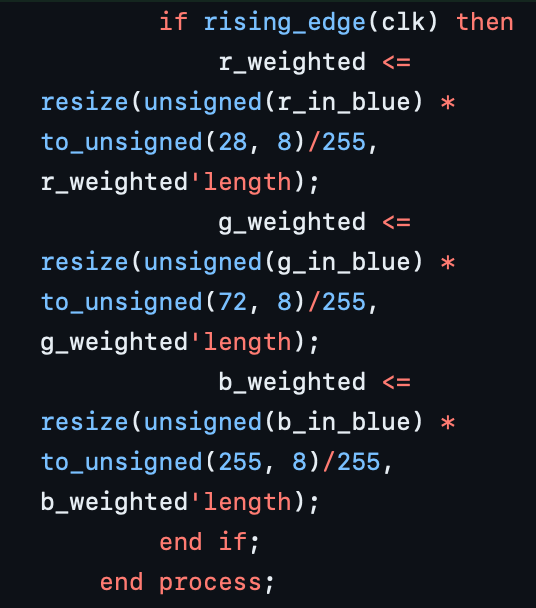 if rising_edge(clk) then
            r_weighted <=
resize(unsigned(r_in_blue) *
to_unsigned(28, 8)/255,
r_weighted'length);
            g_weighted <=
resize(unsigned(g_in_blue) *
to_unsigned(72, 8)/255,
g_weighted'length);
            b_weighted <=
resize(unsigned(b_in_blue) *
to_unsigned(255, 8)/255,
b_weighted'length);
        end if;
    end process;